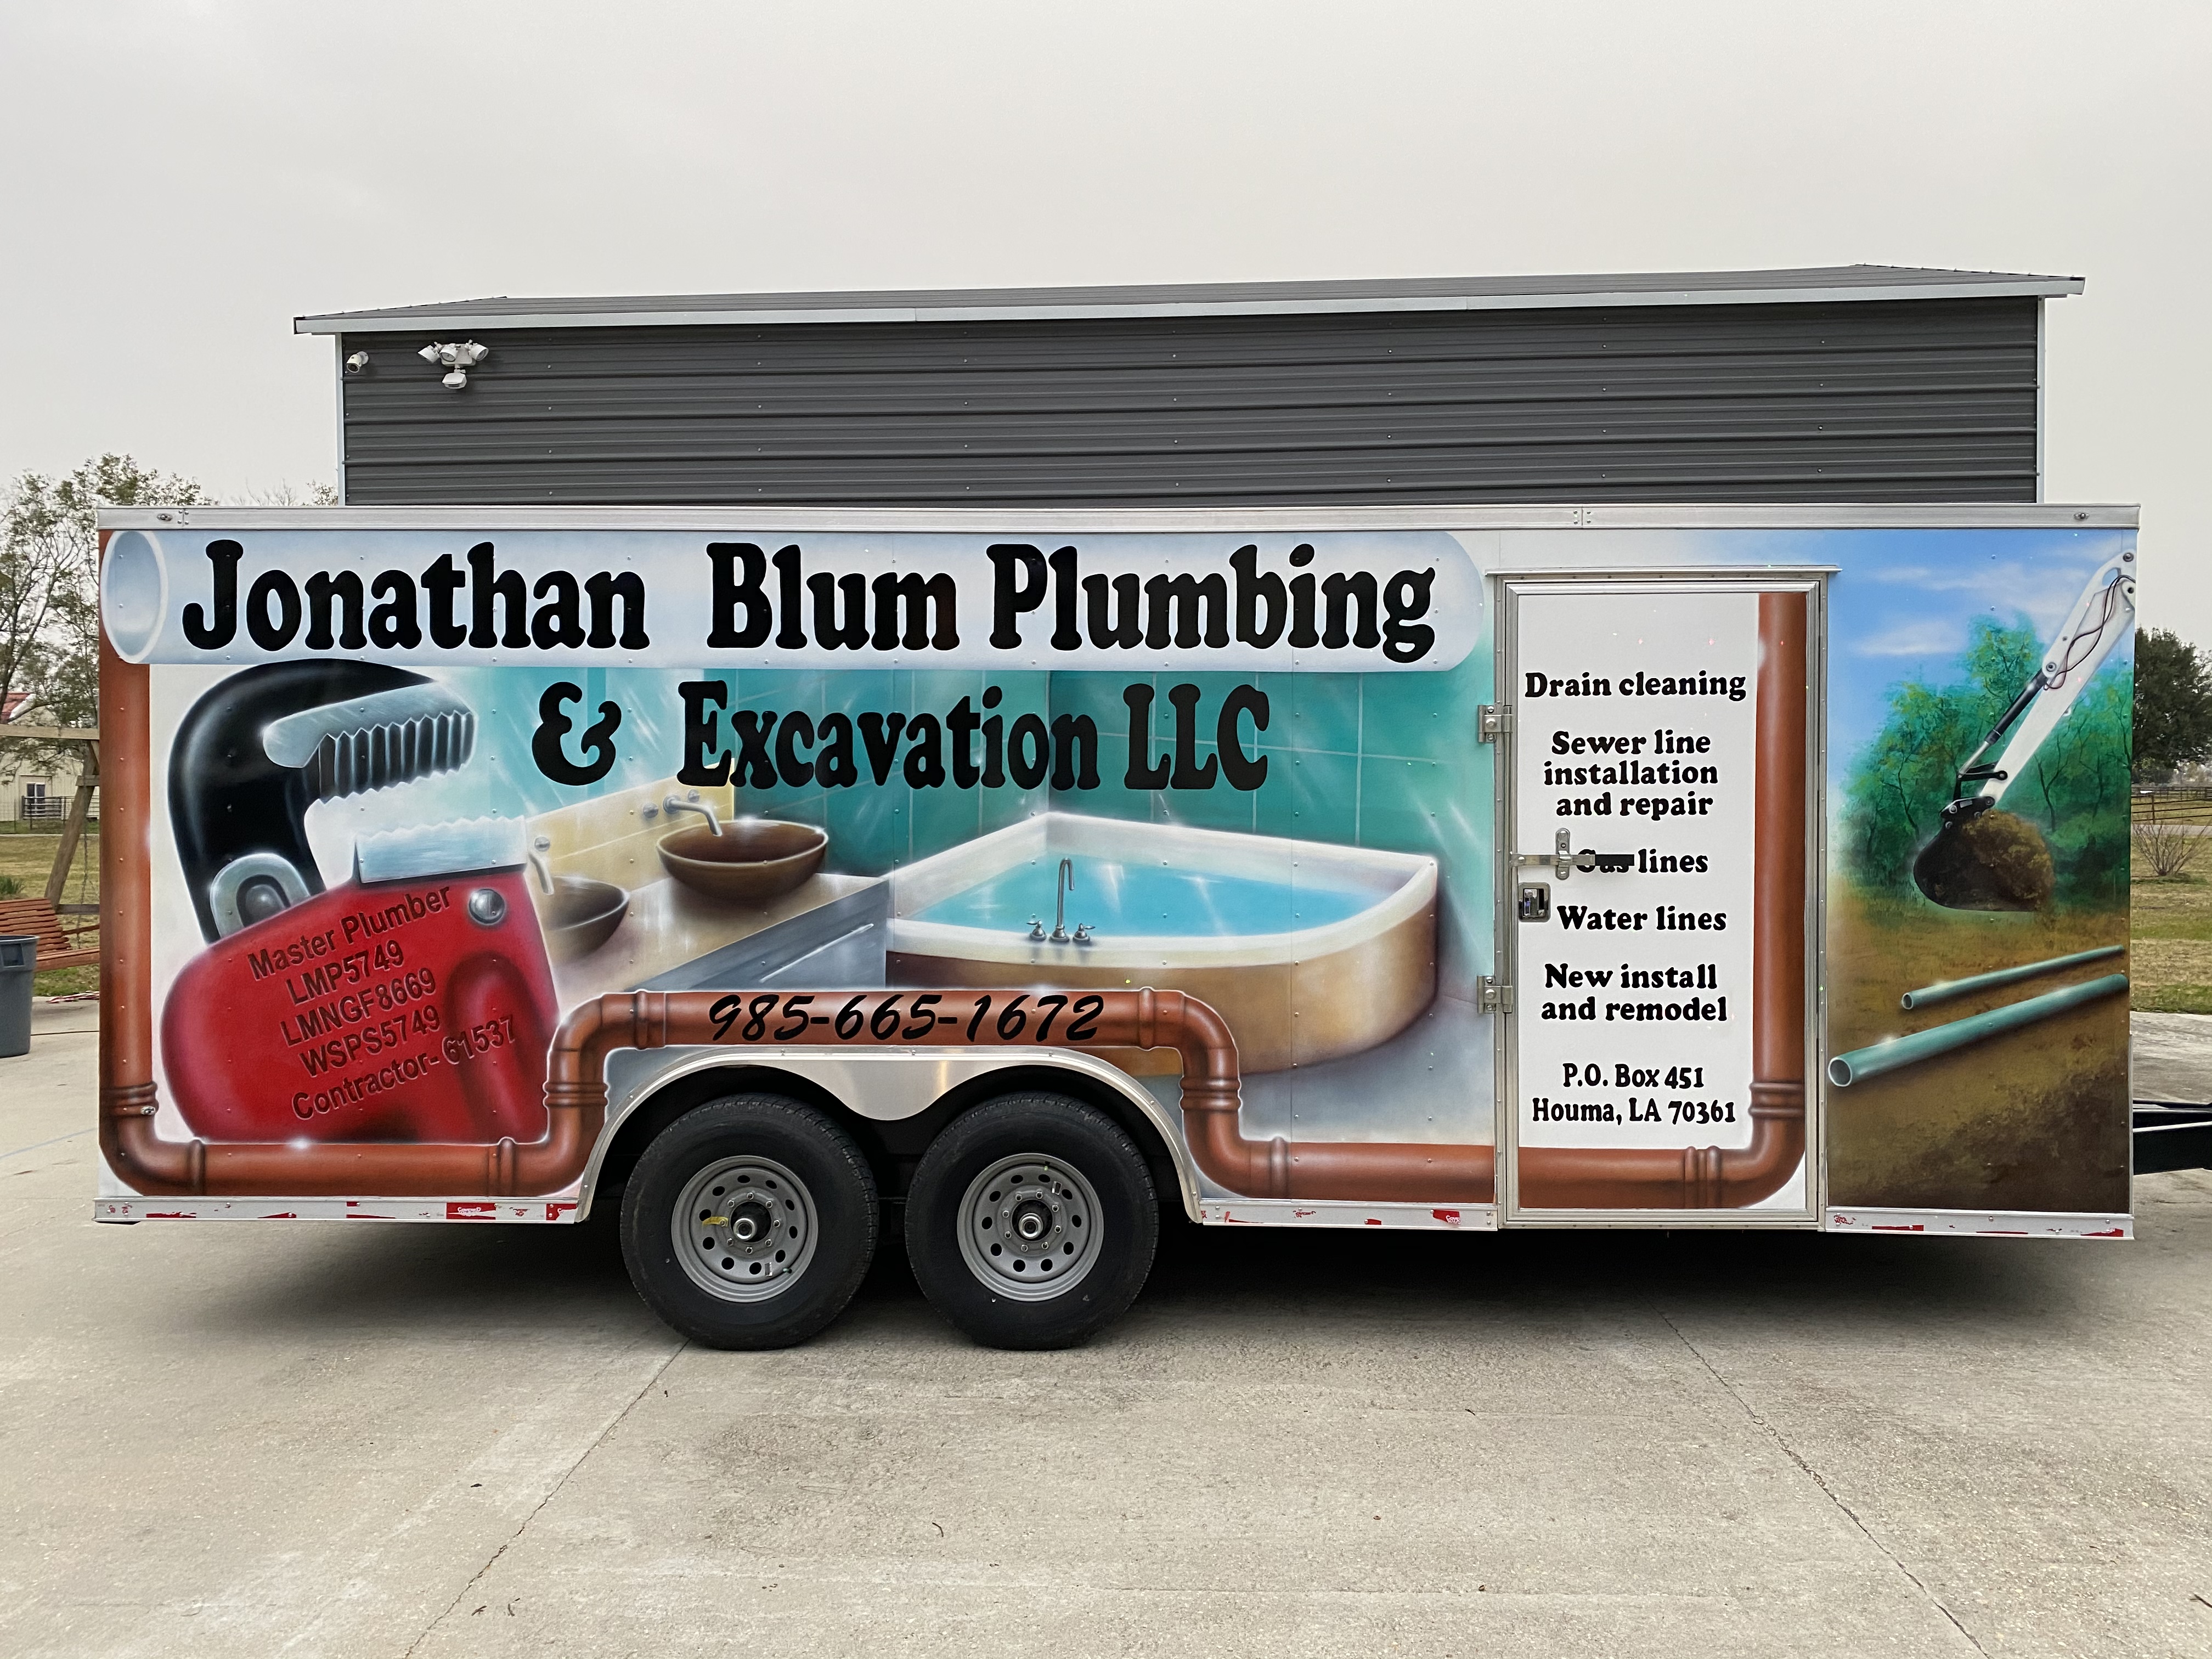 Jonathan Blum Plumbing
& Excavation LLC
Master Plumber
LMP5749
LMNGF8669
WSPS5749
Contractor- 61537
985-665-1672
Drain cleaning
Sewer line
installation
and repair
Gas lines
Water lines
New install
and remodel
P.O. Box 451
Houma, LA 70361